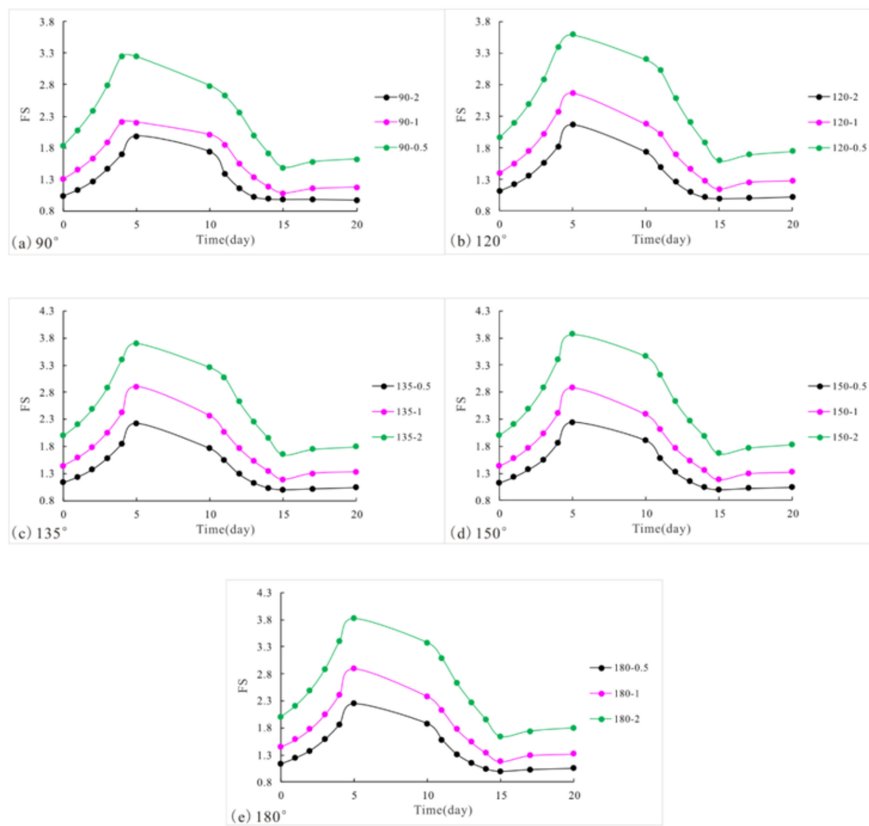 3.8
3.3
2.8
2.3
1.8
1.3
0.8
FS
0 5 10 15 20
Time(day)
90-2
90-1
90-0.5
(a) 90°
3.8
3.3
2.8
2.3
1.8
1.3
0.8
FS
0 5 10 15 20
Time(day)
120-2
120-1
120-0.5
(b) 120°
4.3
3.8
3.3
2.8
2.3
1.8
1.3
0.8
FS
0 5 10 15 20
Time(day)
135-0.5
135-1
135-2
(c) 135°
4.3
3.8
3.3
2.8
2.3
1.8
1.3
0.8
FS
0 5 10 15 20
Time(day)
150-0.5
150-1
150-2
(d) 150°
4.3
3.8
3.3
2.8
2.3
1.8
1.3
0.8
FS
0 5 10 15 20
Time(day)
180-0.5
180-1
180-2
(e) 180°